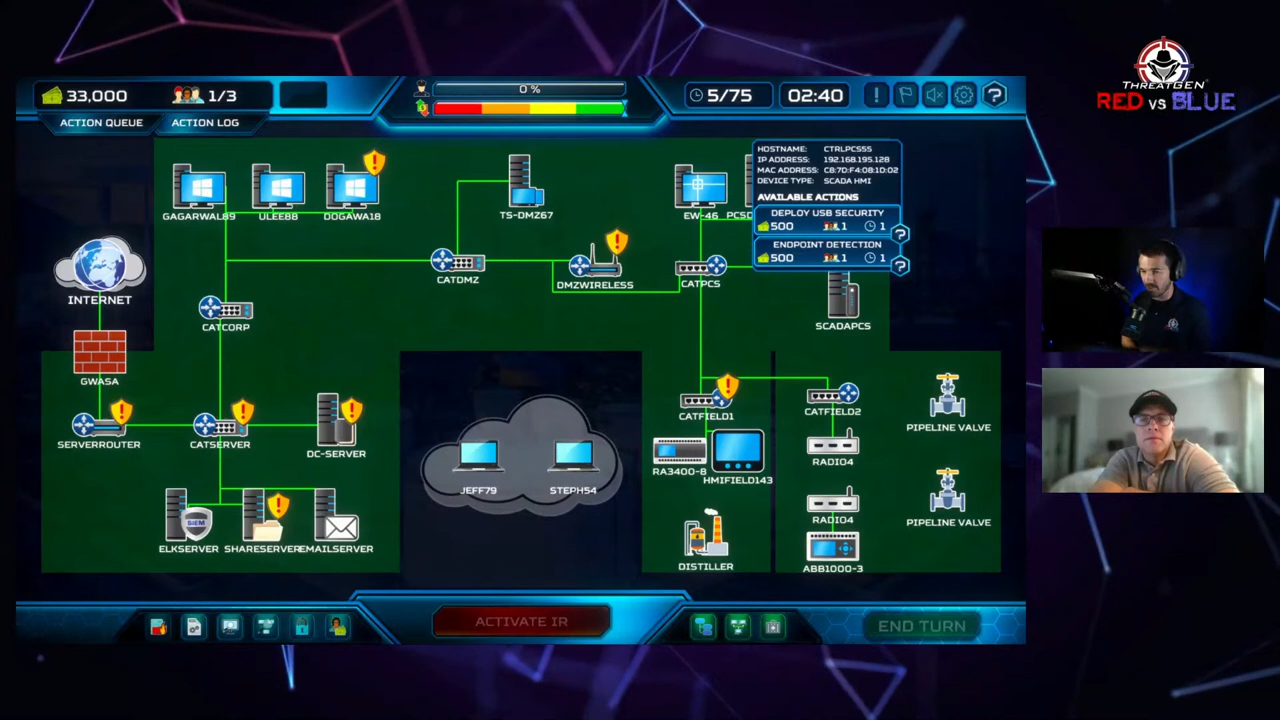 33,000
1/3
0 %
5/75
02:40
ACTION QUEUE
ACTION LOG
THREATGEN
RED VS BLUE
HOSTNAME: CTRLPCS55
IP ADDRESS: 192.168.195.128
MAC ADDRESS: C8:7D:F4:08:1D:02
DEVICE TYPE: SCADA HMI
AVAILABLE ACTIONS
DEPLOY USB SECURITY
500 1 1
?
ENDPOINT DETECTION
500 1 1
?
GAGARWAL89
ULEE88
DOGAWA18
TS-DMZ67
EW-46
INTERNET
CATCORP
CATDMZ
DMZWIRELESS
CATPCS
SCADAPCS
GWASA
SERVERROUTER
CATSERVER
DC-SERVER
CATFIELD1
CATFIELD2
PIPELINE VALVE
JEFF79
STEPH54
RA3400-8
HMIFIELD143
RADIO4
SIEM
ELKSERVER
SHARESERVER
EMAILSERVER
DISTILLER
RADIO4
ABB1000-3
PIPELINE VALVE
ACTIVATE IR
END TURN